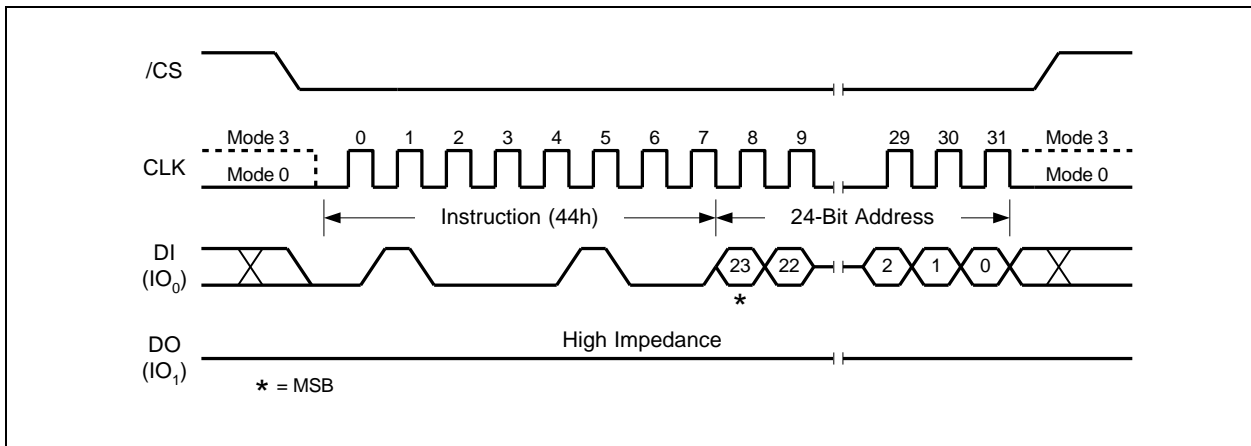 /CS
Mode 3
0 1 2 3 4 5 6 7 8 9 29 30 31
Mode 3
CLK
Mode 0
Mode 0
Instruction (44h)
24-Bit Address
DI
(IO0)
23 22 2 1 0
*
High Impedance
DO
(IO1)
* = MSB